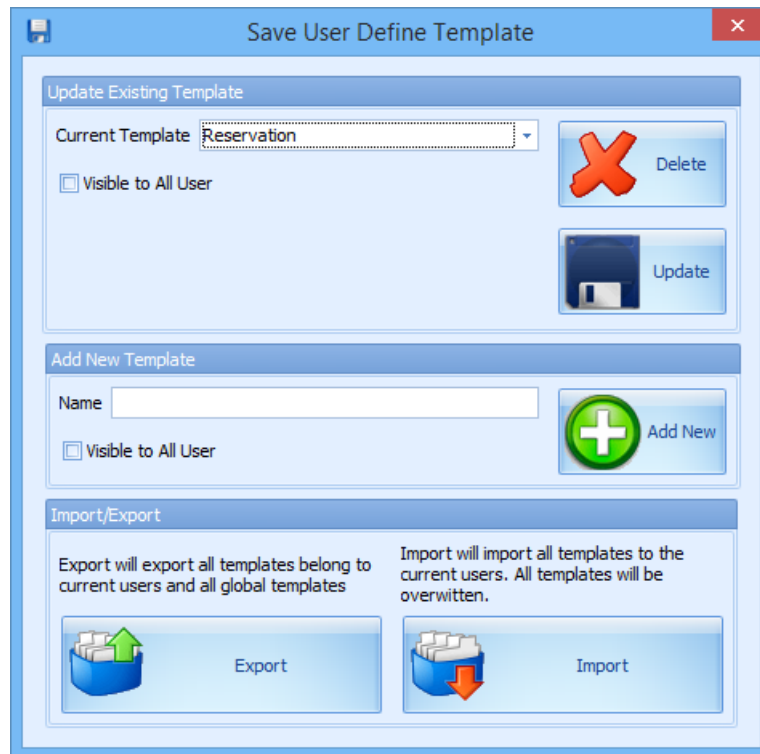 Save User Define Template
Update Existing Template
Current Template Reservation
Delete
Visible to All User
Update
Add New Template
Name
Add New
Visible to All User
Import/Export
Export will export all templates belong to
current users and all global templates
Import will import all templates to the
current users. All templates will be
overwitten.
Export
Import